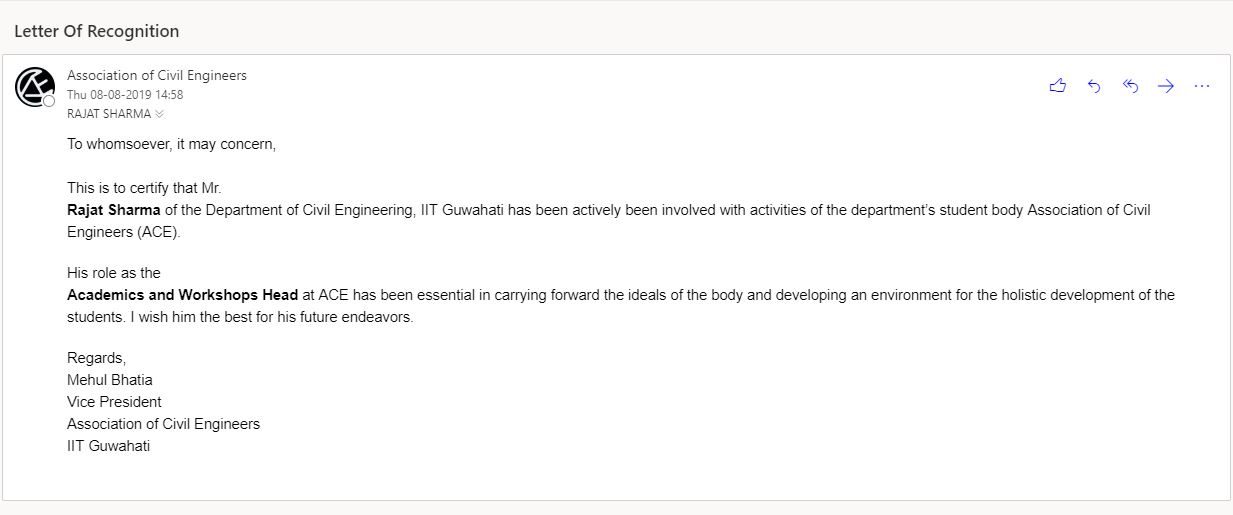 Letter Of Recognition
Association of Civil Engineers
Thu 08-08-2019 14:58
RAJAT SHARMA
To whomsoever, it may concern,
This is to certify that Mr.
Rajat Sharma of the Department of Civil Engineering, IIT Guwahati has been actively been involved with activities of the department's student body Association of Civil
Engineers (ACE).
His role as the
Academics and Workshops Head at ACE has been essential in carrying forward the ideals of the body and developing an environment for the holistic development of the
students. I wish him the best for his future endeavors.
Regards,
Mehul Bhatia
Vice President
Association of Civil Engineers
IIT Guwahati